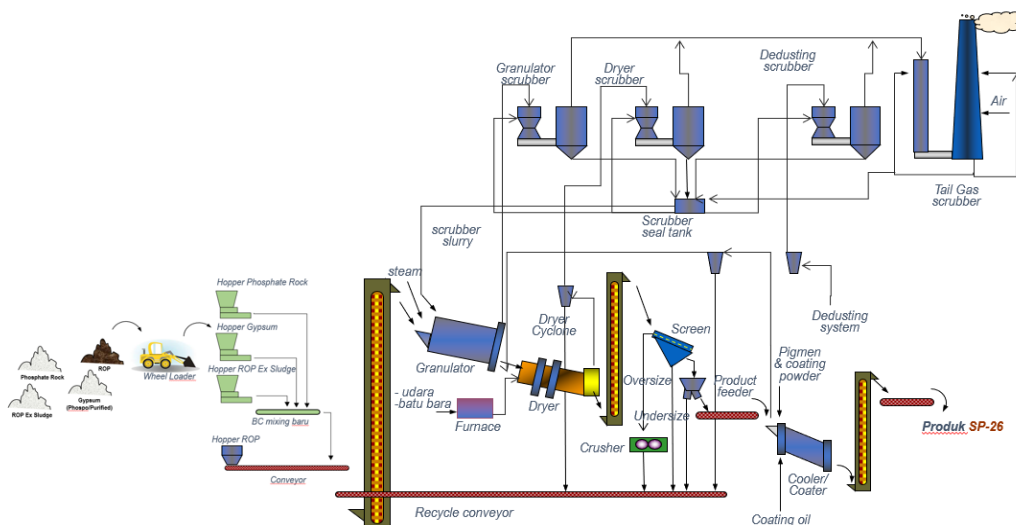 Granulator
scrubber
Dryer
scrubber
Dedusting
scrubber
Air
Tail Gas
scrubber
Scrubber
seal tank
scrubber
slurry
steam
Hopper Phosphate Rock
Hopper Gypsum
Hopper ROP Ex Sludge
Phosphate Rock
ROP
Wheel Loader
ROP Ex Sludge
Gypsum
(Phospo/Purified)
BC mixing baru
Hopper ROP
Conveyor
Granulator
- udara
-batu bara
Furnace
Dryer
Cyclone
Dryer
Screen
Oversize
Undersize
Product
feeder
Crusher
Dedusting
system
Pigmen
& coating
powder
Cooler/
Coater
Coating oil
Recycle conveyor
Produk SP-26